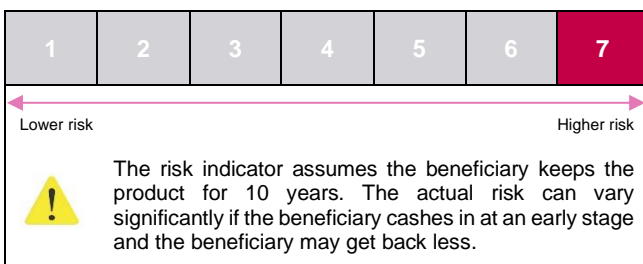 1 2 3 4 5 6 7
Lower risk Higher risk
The risk indicator assumes the beneficiary keeps the
product for 10 years. The actual risk can vary
significantly if the beneficiary cashes in at an early stage
and the beneficiary may get back less.